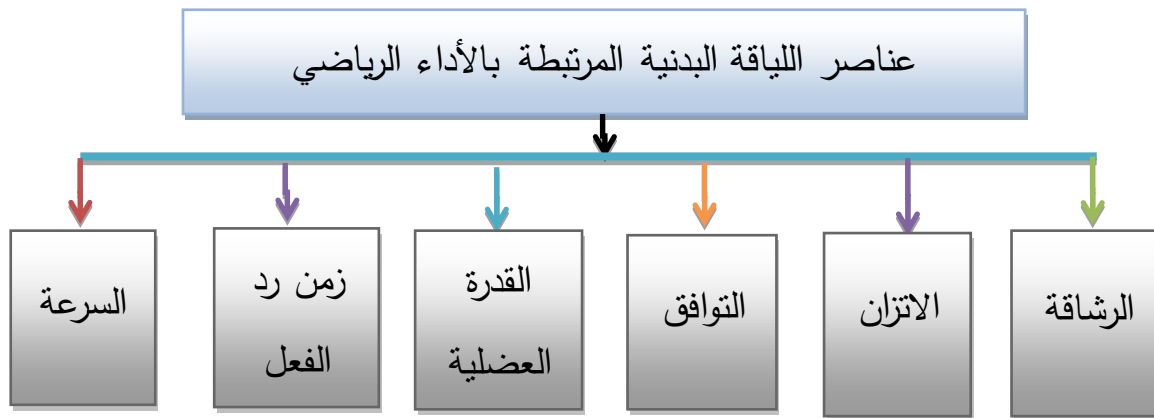 عناصر اللياقة البدنية المرتبطة بالأداء الرياضي
الرشاقة
الاتزان
التوافق
القدرة
العضلية
زمن رد
الفعل
السرعة